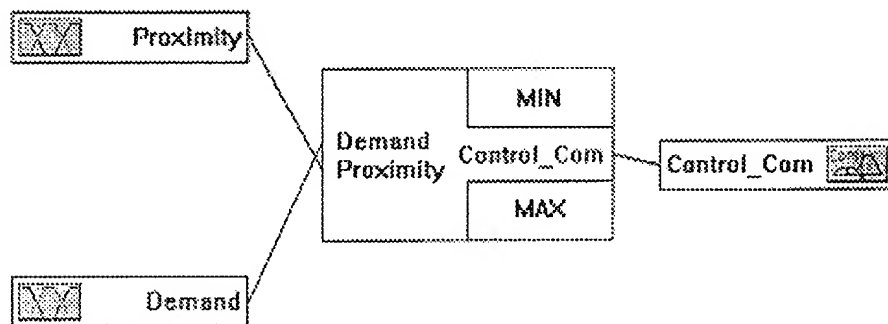 Proximity
MIN
Demand
Proximity
Control_Com
Control_Com
MAX
Demand